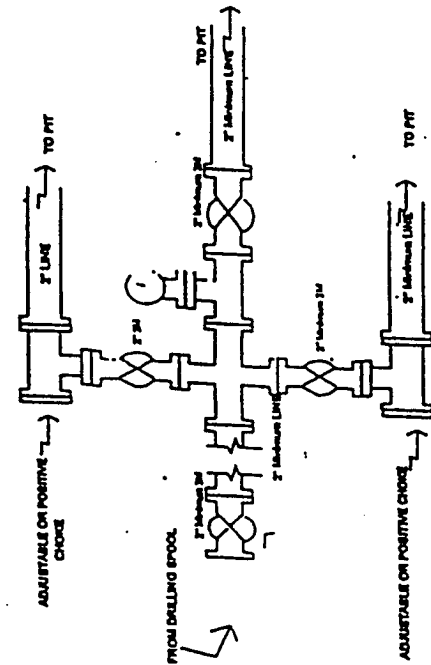 ADJUSTABLE OR POSITIVE
CHOKE
2" LINE
TO PIT
2" 3M
FROM DRILLING SPOOL
2" Minimum 3M
2" Minimum LINE
2" Minimum 3M
TO PIT
2" Minimum LINE
2" Minimum 3M
ADJUSTABLE OR POSITIVE CHOKE
2" Minimum LINE
TO PIT